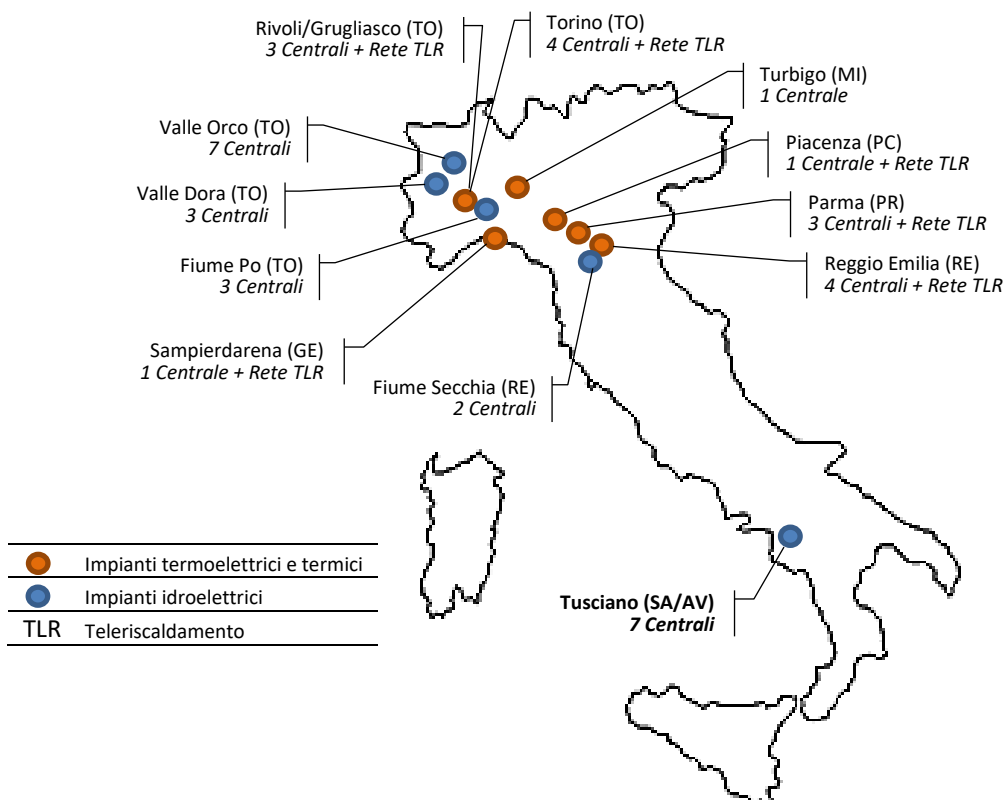 Rivoli/Grugliasco (TO)
3 Centrali + Rete TLR
Torino (TO)
4 Centrali + Rete TLR
Turbigo (MI)
1 Centrale
Valle Orco (TO)
7 Centrali
Piacenza (PC)
1 Centrale + Rete TLR
Valle Dora (TO)
3 Centrali
Parma (PR)
3 Centrali + Rete TLR
Fiume Po (TO)
3 Centrali
Reggio Emilia (RE)
4 Centrali + Rete TLR
Sampierdarena (GE)
1 Centrale + Rete TLR
Fiume Secchia (RE)
2 Centrali
Impianti termoelettrici e termici
Impianti idroelettrici
TLR Teleriscaldamento
Tusciano (SA/AV)
7 Centrali